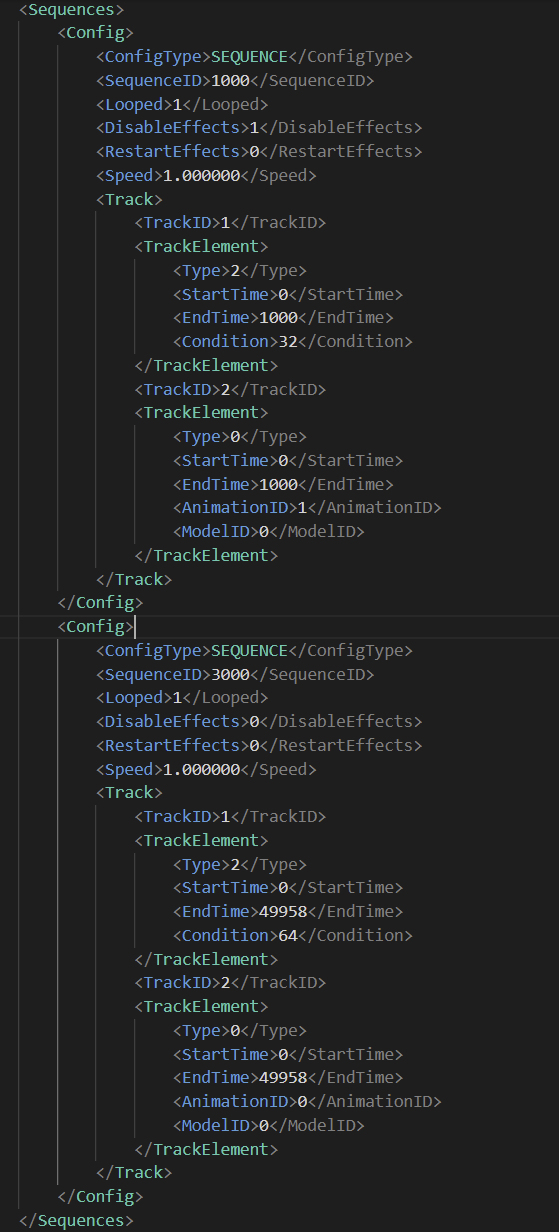 <Sequences>
<Config>
<ConfigType>SEQUENCE</ConfigType>
<SequenceID>1000</SequenceID>
<Looped>1</Looped>
<DisableEffects>1</DisableEffects>
<RestartEffects>0</RestartEffects>
<Speed>1.000000</Speed>
<Track>
<TrackID>1</TrackID>
<TrackElement>
<Type>2</Type>
<StartTime>0</StartTime>
<EndTime>1000</EndTime>
<Condition>32</Condition>
</TrackElement>
<TrackID>2</TrackID>
<TrackElement>
<Type>0</Type>
<StartTime>0</StartTime>
<EndTime>1000</EndTime>
<AnimationID>1</AnimationID>
<ModelID>0</ModelID>
</TrackElement>
</Track>
</Config>
<Config>
<ConfigType>SEQUENCE</ConfigType>
<SequenceID>3000</SequenceID>
<Looped>1</Looped>
<DisableEffects>0</DisableEffects>
<RestartEffects>0</RestartEffects>
<Speed>1.000000</Speed>
<Track>
<TrackID>1</TrackID>
<TrackElement>
<Type>2</Type>
<StartTime>0</StartTime>
<EndTime>49958</EndTime>
<Condition>64</Condition>
</TrackElement>
<TrackID>2</TrackID>
<TrackElement>
<Type>0</Type>
<StartTime>0</StartTime>
<EndTime>49958</EndTime>
<AnimationID>0</AnimationID>
<ModelID>0</ModelID>
</TrackElement>
</Track>
</Config>
</Sequences>